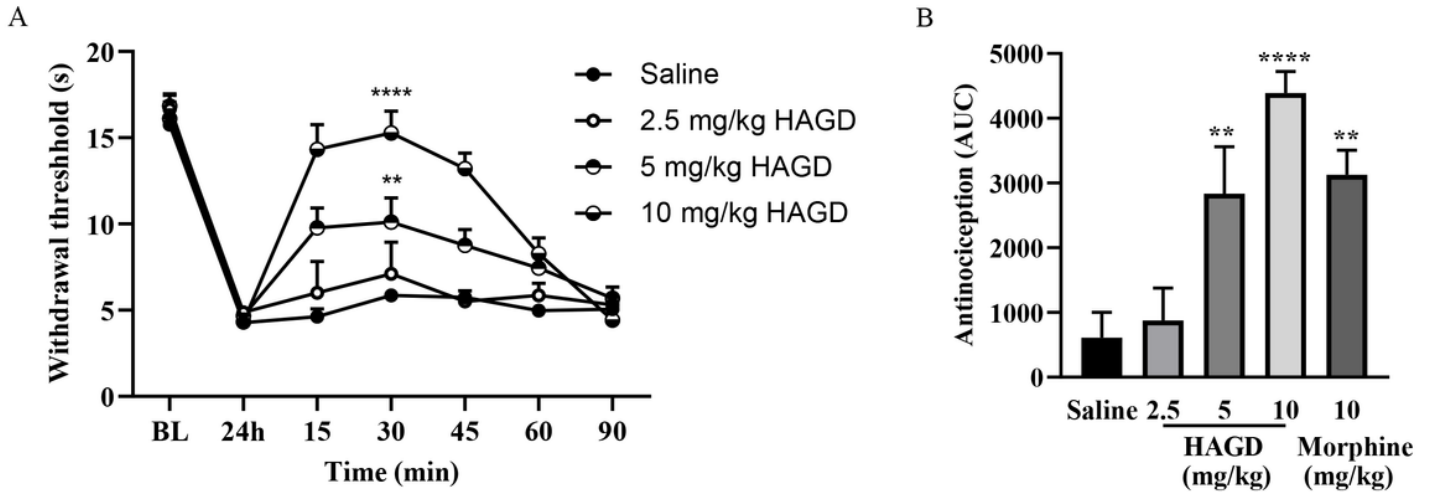 A
Withdrawal threshhold (s)
20
15
10
5
0
**** 
**
Saline
2.5 mg/kg HAGD
5 mg/kg HAGD
10 mg/kg HAGD
BL 24h 15 30 45 60 90
Time (min)
B
Antinociception (AUC)
5000
4000
3000
2000
1000
0
**
****
**
Saline 2.5 5 10 10
HAGD Morphine
(mg/kg) (mg/kg)